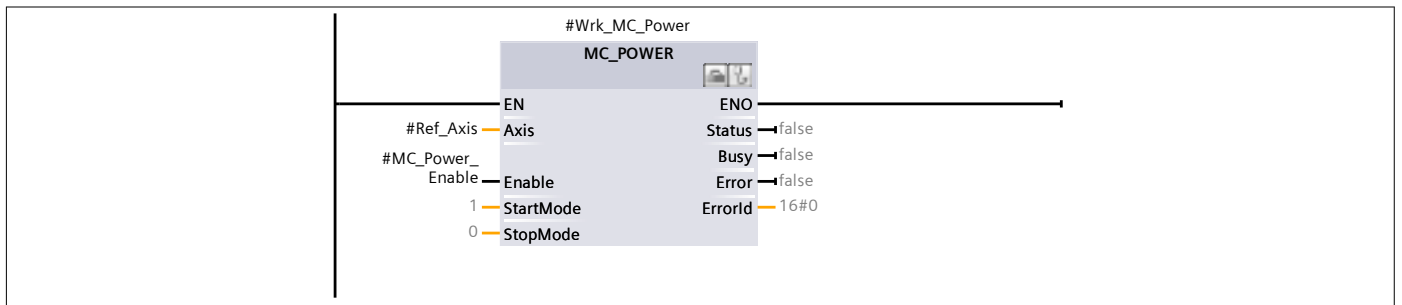 #Wrk_MC_Power
MC_POWER
EN ENO
#Ref_Axis Axis Status false
#MC_Power_ Busy false
Enable Enable Error false
1 StartMode ErrorId 16#0
0 StopMode